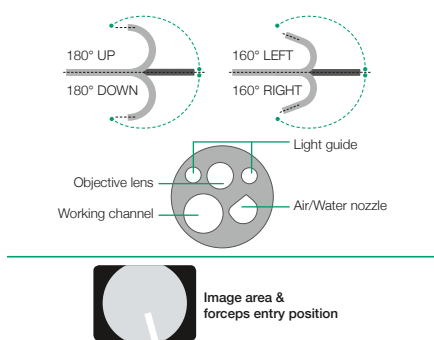 180° UP
180° DOWN
160° LEFT
160° RIGHT
Light guide
Objective lens
Working channel
Air/Water nozzle
Image area &
forceps entry position